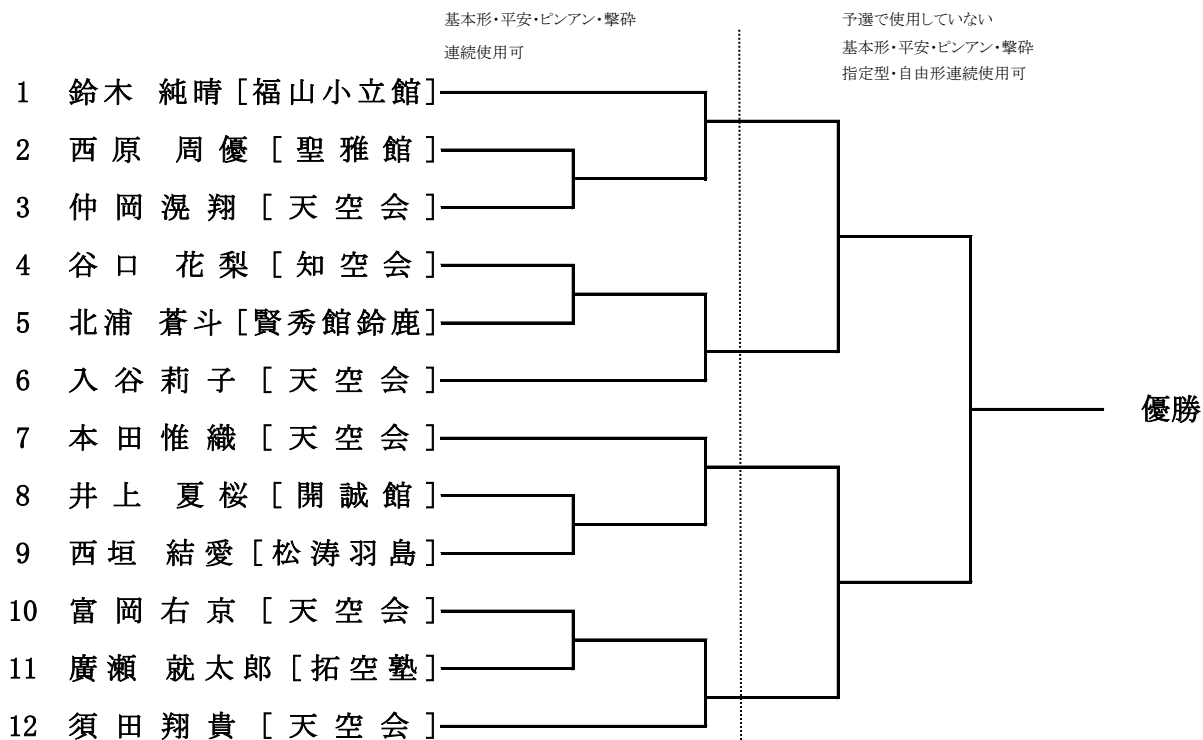 基本形・平安・ピンアン・撃砕
連続使用可
予選で使用していない
基本形・平安・ピンアン・撃砕
指定型・自由形連続使用可
1 鈴木 純晴 [福山小立館]
2 西原 周優 [聖雅館]
3 仲岡滉翔 [天空会]
4 谷口 花梨 [知空会]
5 北浦 蒼斗 [賢秀館鈴鹿]
6 入谷莉子 [天空会]
7 本田惟織 [天空会]
8 井上 夏桜 [開誠館]
9 西垣 結愛 [松涛羽島]
10 富岡右京 [天空会]
11 廣瀬 就太郎 [拓空塾]
12 須田翔貴 [天空会]
優勝